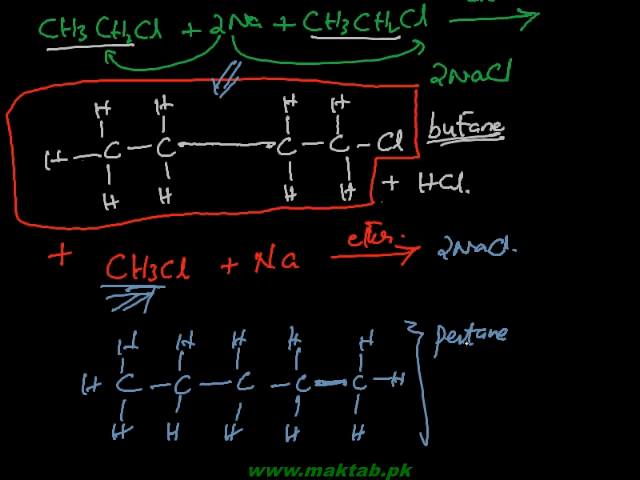 CH3CH2Cl + 2Na + CH3CH2Cl
2NaCl
H H H H
H - C - C - C - C - Cl butane
H H H H + HCl.
+ CH3Cl + Na ether. 2NaCl.
H H H H H pentane
H - C - C - C - C - C - H
H H H H H
www.maktab.pk